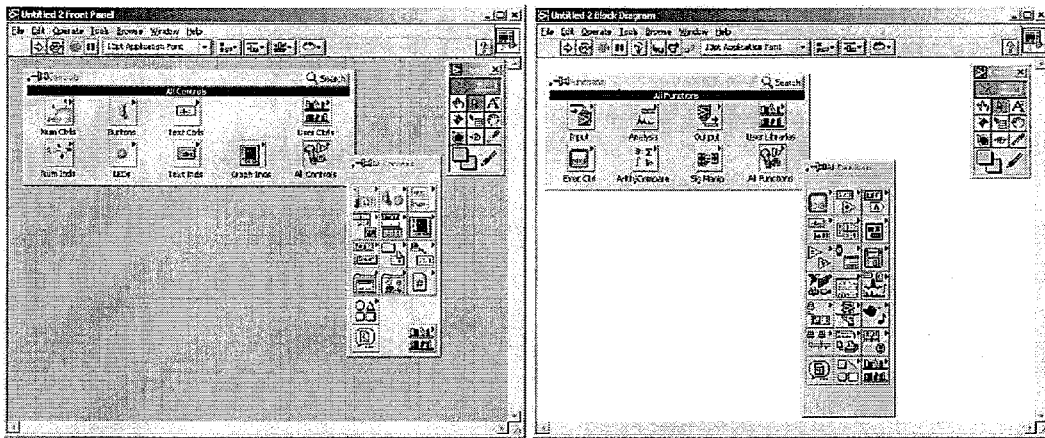 Untitled 2 Front Panel
File Edit Operate Tools Browse Window Help
13pt Application Font
Controls
Search
All Controls
Num Ctrls Buttons Text Ctrls User Ctrls
Num Inds LEDs Text Inds Graph Inds All Controls
Untitled 2 Block Diagram
File Edit Operate Tools Browse Window Help
13pt Application Font
Functions
Search
All Functions
Input Analysis Output User Libraries
Exec Ctrl Arith/Compare Sig Manip All Functions